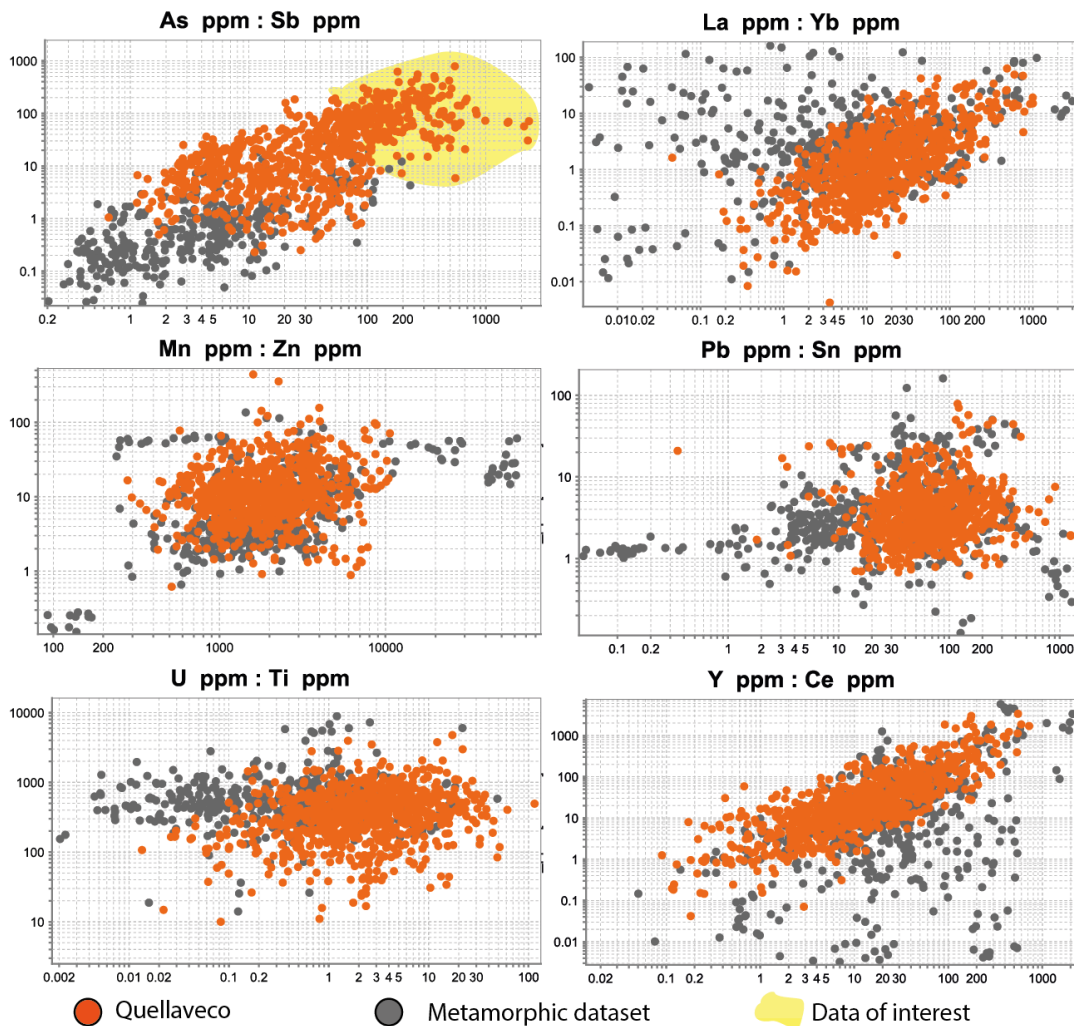 As ppm : Sb ppm
1000
100
10
1
0.1
0.2 1 2 3 4 5 10 20 30 100 200 1000
La ppm : Yb ppm
100
10
1
0.1
0.01
0.010.02 0.1 0.2 1 2 3 45 10 2030 100 200 1000
Mn ppm : Zn ppm
100
10
1
100 200 1000 10000
Pb ppm : Sn ppm
100
10
1
0.1 0.2 1 2 3 4 5 10 20 30 100 200 1000
U ppm : Ti ppm
10000
1000
100
10
0.002 0.01 0.02 0.1 0.2 1 2 3 4 5 10 20 30 100
Y ppm : Ce ppm
1000
100
10
1
0.1
0.01
0.02 0.1 0.2 1 2 3 4 5 10 20 30 100 200 1000
Quellaveco Metamorphic dataset Data of interest